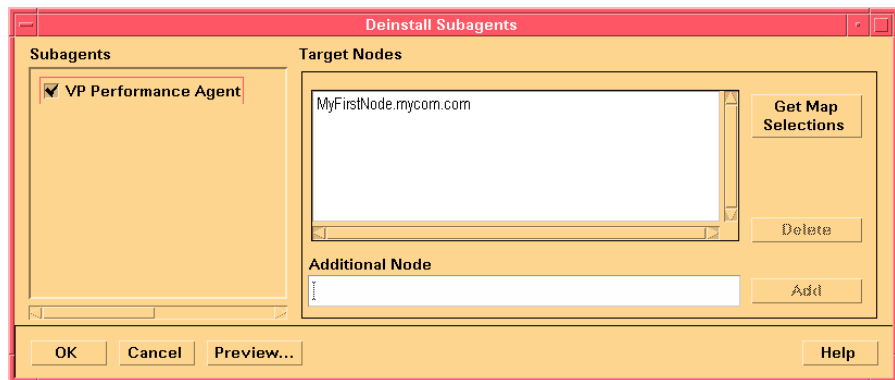 Deinstall Subagents
Subagents
Target Nodes
VP Performance Agent
MyFirstNode.mycom.com
Get Map
Selections
Delete
Additional Node
Add
OK
Cancel
Preview...
Help